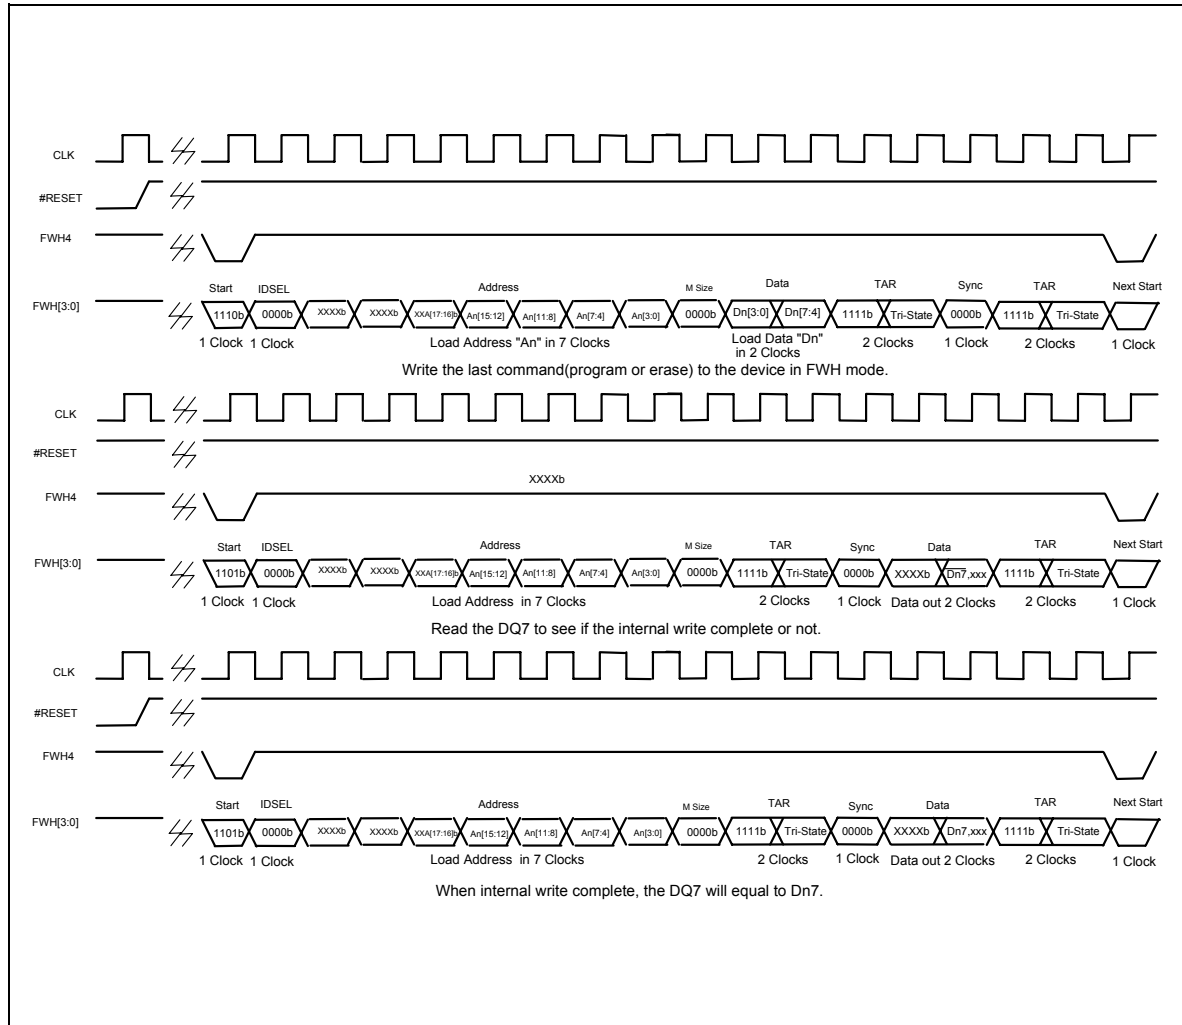 CLK
#RESET
FWH4
Start IDSEL Address M Size Data TAR Sync TAR Next Start
FWH[3:0] 1110b 0000b XXXXb XXXXb XXA[17:16]b An[15:12] An[11:8] An[7:4] An[3:0] 0000b Dn[3:0] Dn[7:4] 1111b Tri-State 0000b 1111b Tri-State
1 Clock 1 Clock Load Address "An" in 7 Clocks Load Data "Dn" 2 Clocks 1 Clock 2 Clocks 1 Clock
in 2 Clocks
Write the last command(program or erase) to the device in FWH mode.
CLK
#RESET
XXXXb
FWH4
Start IDSEL Address M Size TAR Sync Data TAR Next Start
FWH[3:0] 1101b 0000b XXXXb XXXXb XXA[17:16]b An[15:12] An[11:8] An[7:4] An[3:0] 0000b 1111b Tri-State 0000b XXXXb Dn7,xxx 1111b Tri-State
1 Clock 1 Clock Load Address in 7 Clocks 2 Clocks 1 Clock Data out 2 Clocks 2 Clocks 1 Clock
Read the DQ7 to see if the internal write complete or not.
CLK
#RESET
FWH4
Start IDSEL Address M Size TAR Sync Data TAR Next Start
FWH[3:0] 1101b 0000b XXXXb XXXXb XXA[17:16]b An[15:12] An[11:8] An[7:4] An[3:0] 0000b 1111b Tri-State 0000b XXXXb Dn7,xxx 1111b Tri-State
1 Clock 1 Clock Load Address in 7 Clocks 2 Clocks 1 Clock Data out 2 Clocks 2 Clocks 1 Clock
When internal write complete, the DQ7 will equal to Dn7.